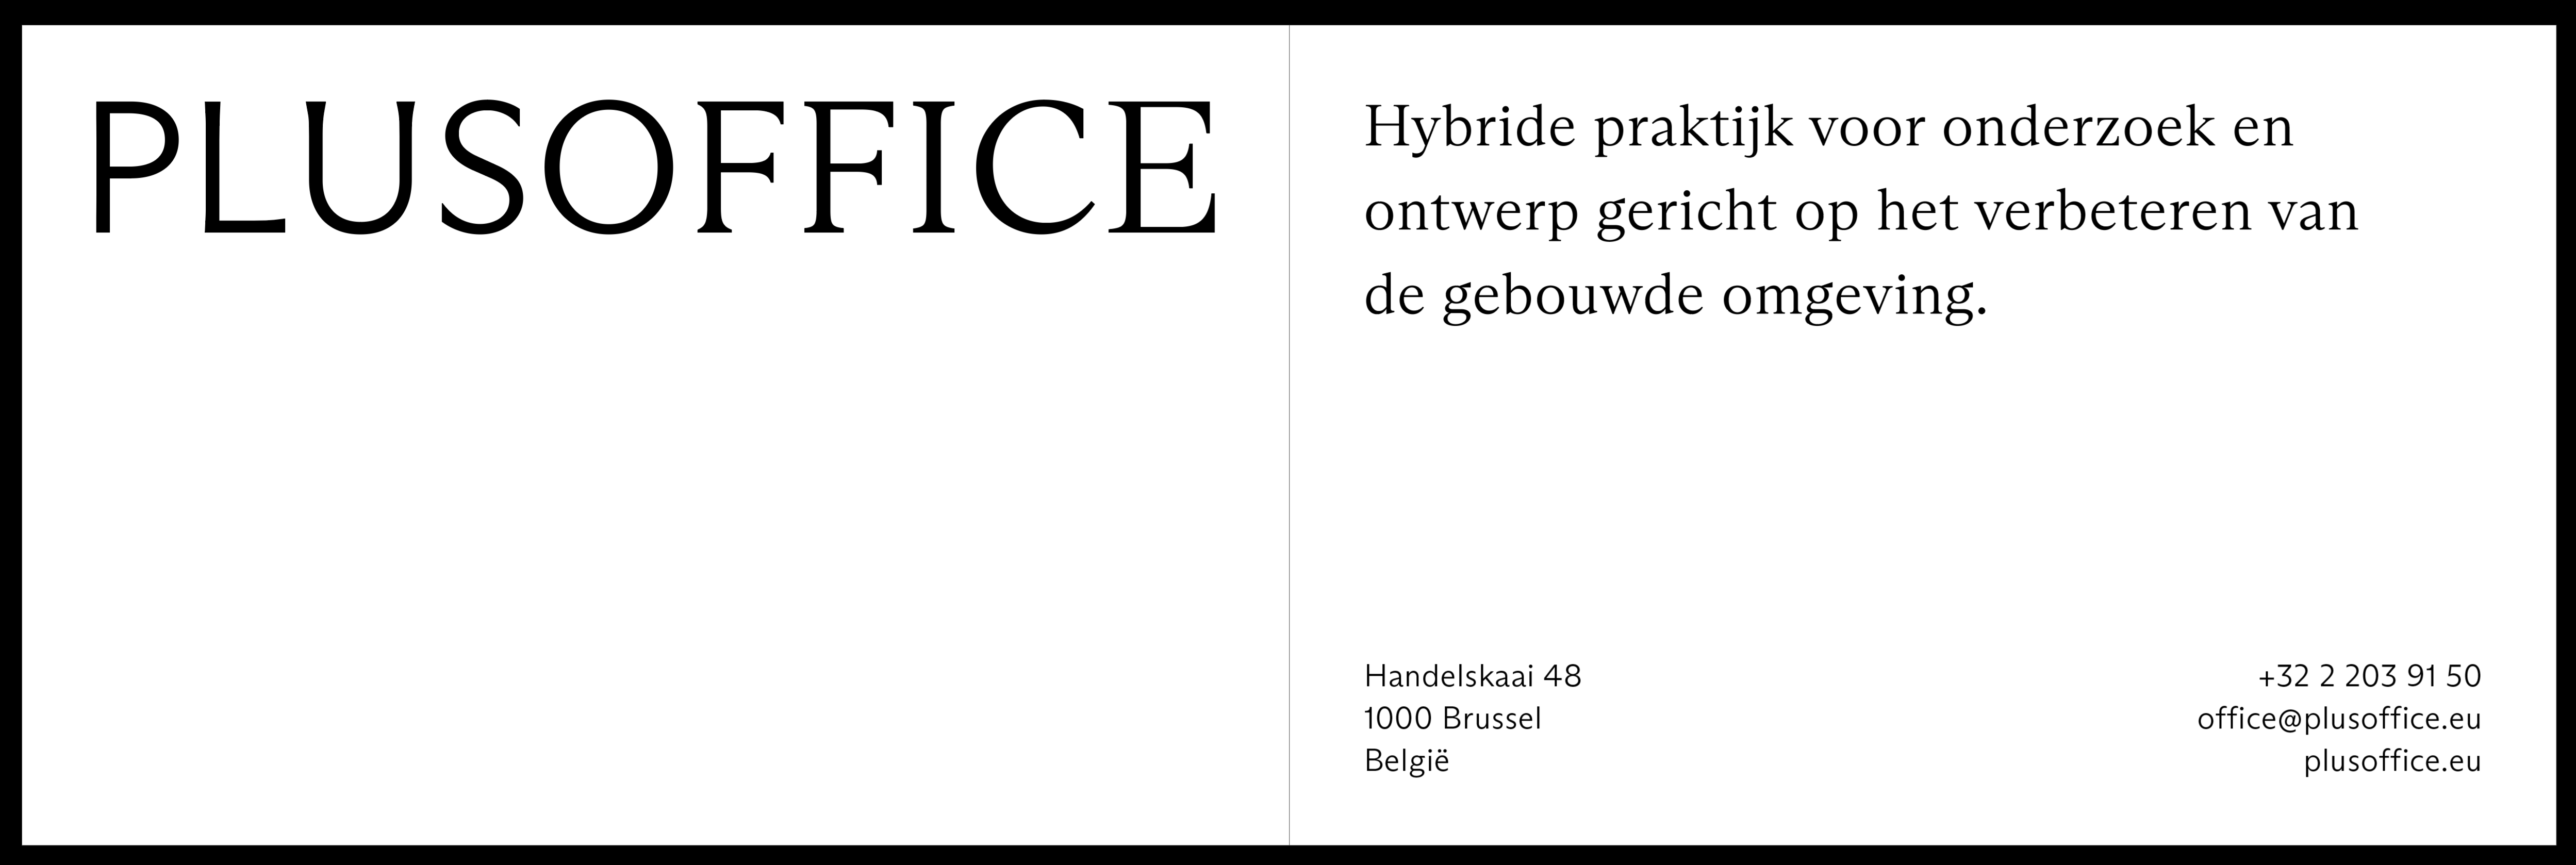 PLUSOFFICE
Hybride praktijk voor onderzoek en
ontwerp gericht op het verbeteren van
de gebouwde omgeving.
Handelskaai 48
1000 Brussel
België
+32 2 203 91 50
office@plusoffice.eu
plusoffice.eu